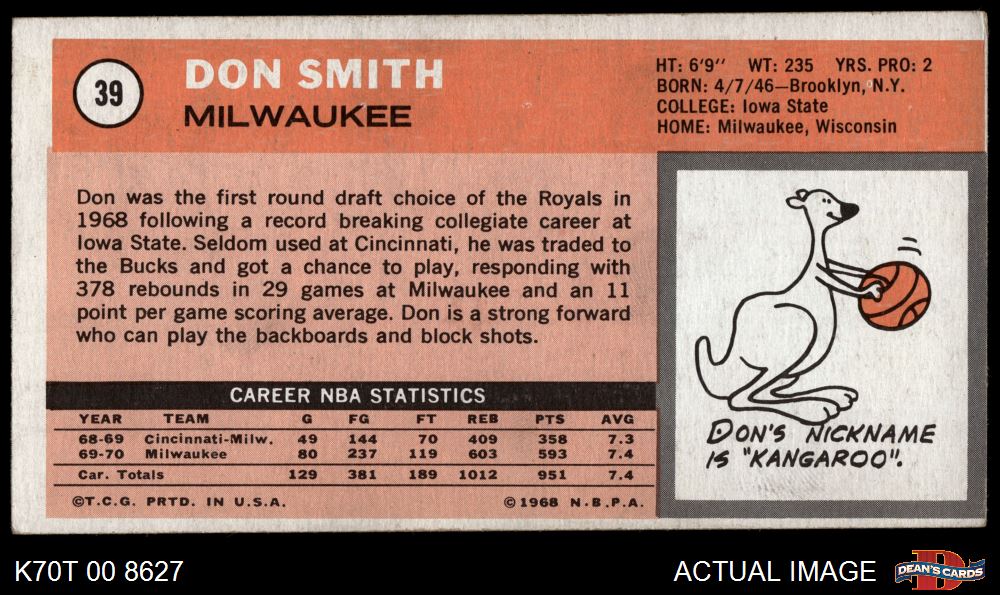 39
DON SMITH
MILWAUKEE
HT: 6'9" WT: 235 YRS. PRO: 2
BORN: 4/7/46—Brooklyn, N.Y.
COLLEGE: Iowa State
HOME: Milwaukee, Wisconsin
Don was the first round draft choice of the Royals in
1968 following a record breaking collegiate career at
Iowa State. Seldom used at Cincinnati, he was traded to
the Bucks and got a chance to play, responding with
378 rebounds in 29 games at Milwaukee and an 11
point per game scoring average. Don is a strong forward
who can play the backboards and block shots.
CAREER NBA STATISTICS
YEAR TEAM G FG FT REB PTS AVG
68-69 Cincinnati-Milw. 49 144 70 409 358 7.3
69-70 Milwaukee 80 237 119 603 593 7.4
Car. Totals 129 381 189 1012 951 7.4
©T.C.G. PRTD. IN U.S.A. ©1968 N.B.P.A.
DON'S NICKNAME
IS "KANGAROO".
K70T 00 8627
ACTUAL IMAGE
D
DEAN'S CARDS